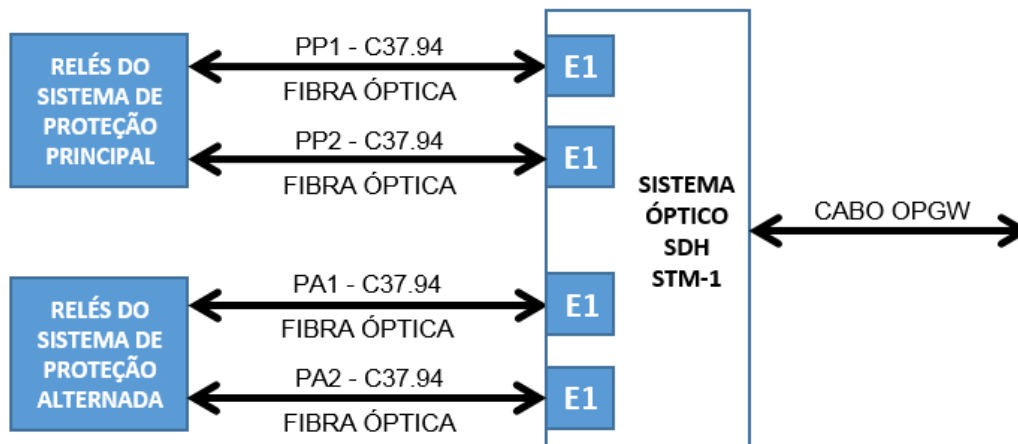 RELÉS DO
SISTEMA DE
PROTEÇÃO
PRINCIPAL
PP1 - C37.94
FIBRA ÓPTICA
E1
PP2 - C37.94
FIBRA ÓPTICA
E1
RELÉS DO
SISTEMA DE
PROTEÇÃO
ALTERNADA
PA1 - C37.94
FIBRA ÓPTICA
E1
PA2 - C37.94
FIBRA ÓPTICA
E1
SISTEMA
ÓPTICO
SDH
STM-1
CABO OPGW